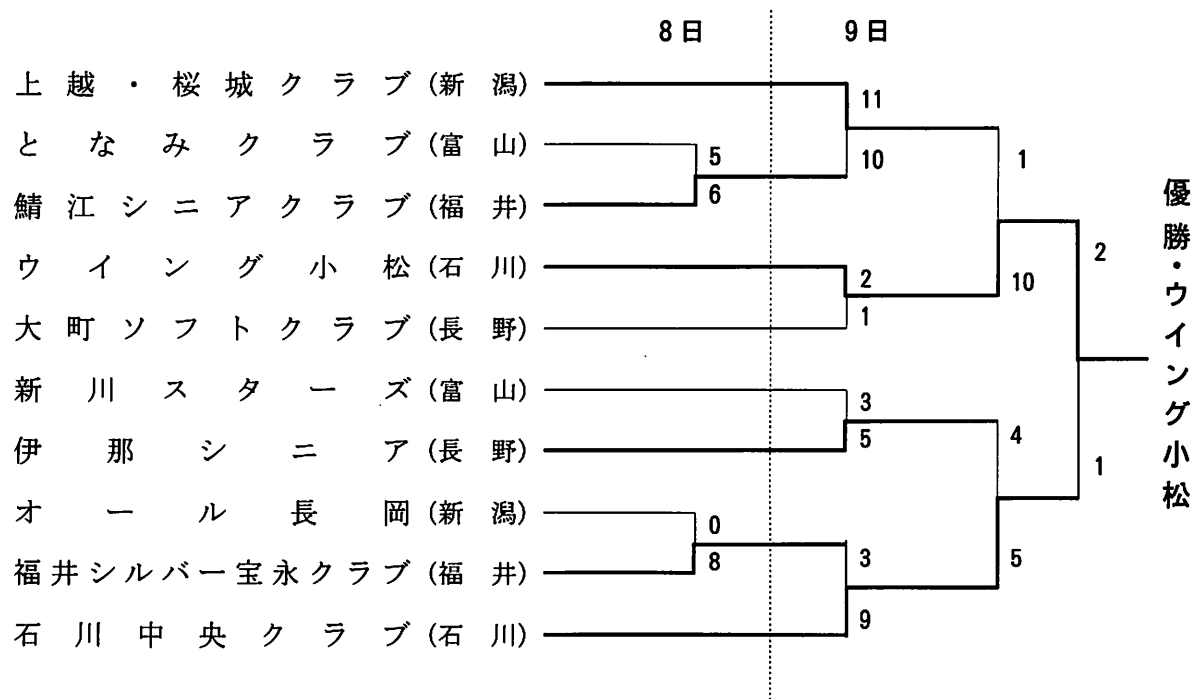 8日 9日
上越・桜城クラブ(新潟)
となみクラブ(富山)
鯖江シニアクラブ(福井)
ウイング小松(石川)
大町ソフトクラブ(長野)
新川スターズ(富山)
伊那シニア(長野)
オール長岡(新潟)
福井シルバー宝永クラブ(福井)
石川中央クラブ(石川)
5
6
0
8
11
10
2
1
3
5
3
9
1
10
4
5
2
1
優勝・ウイング小松